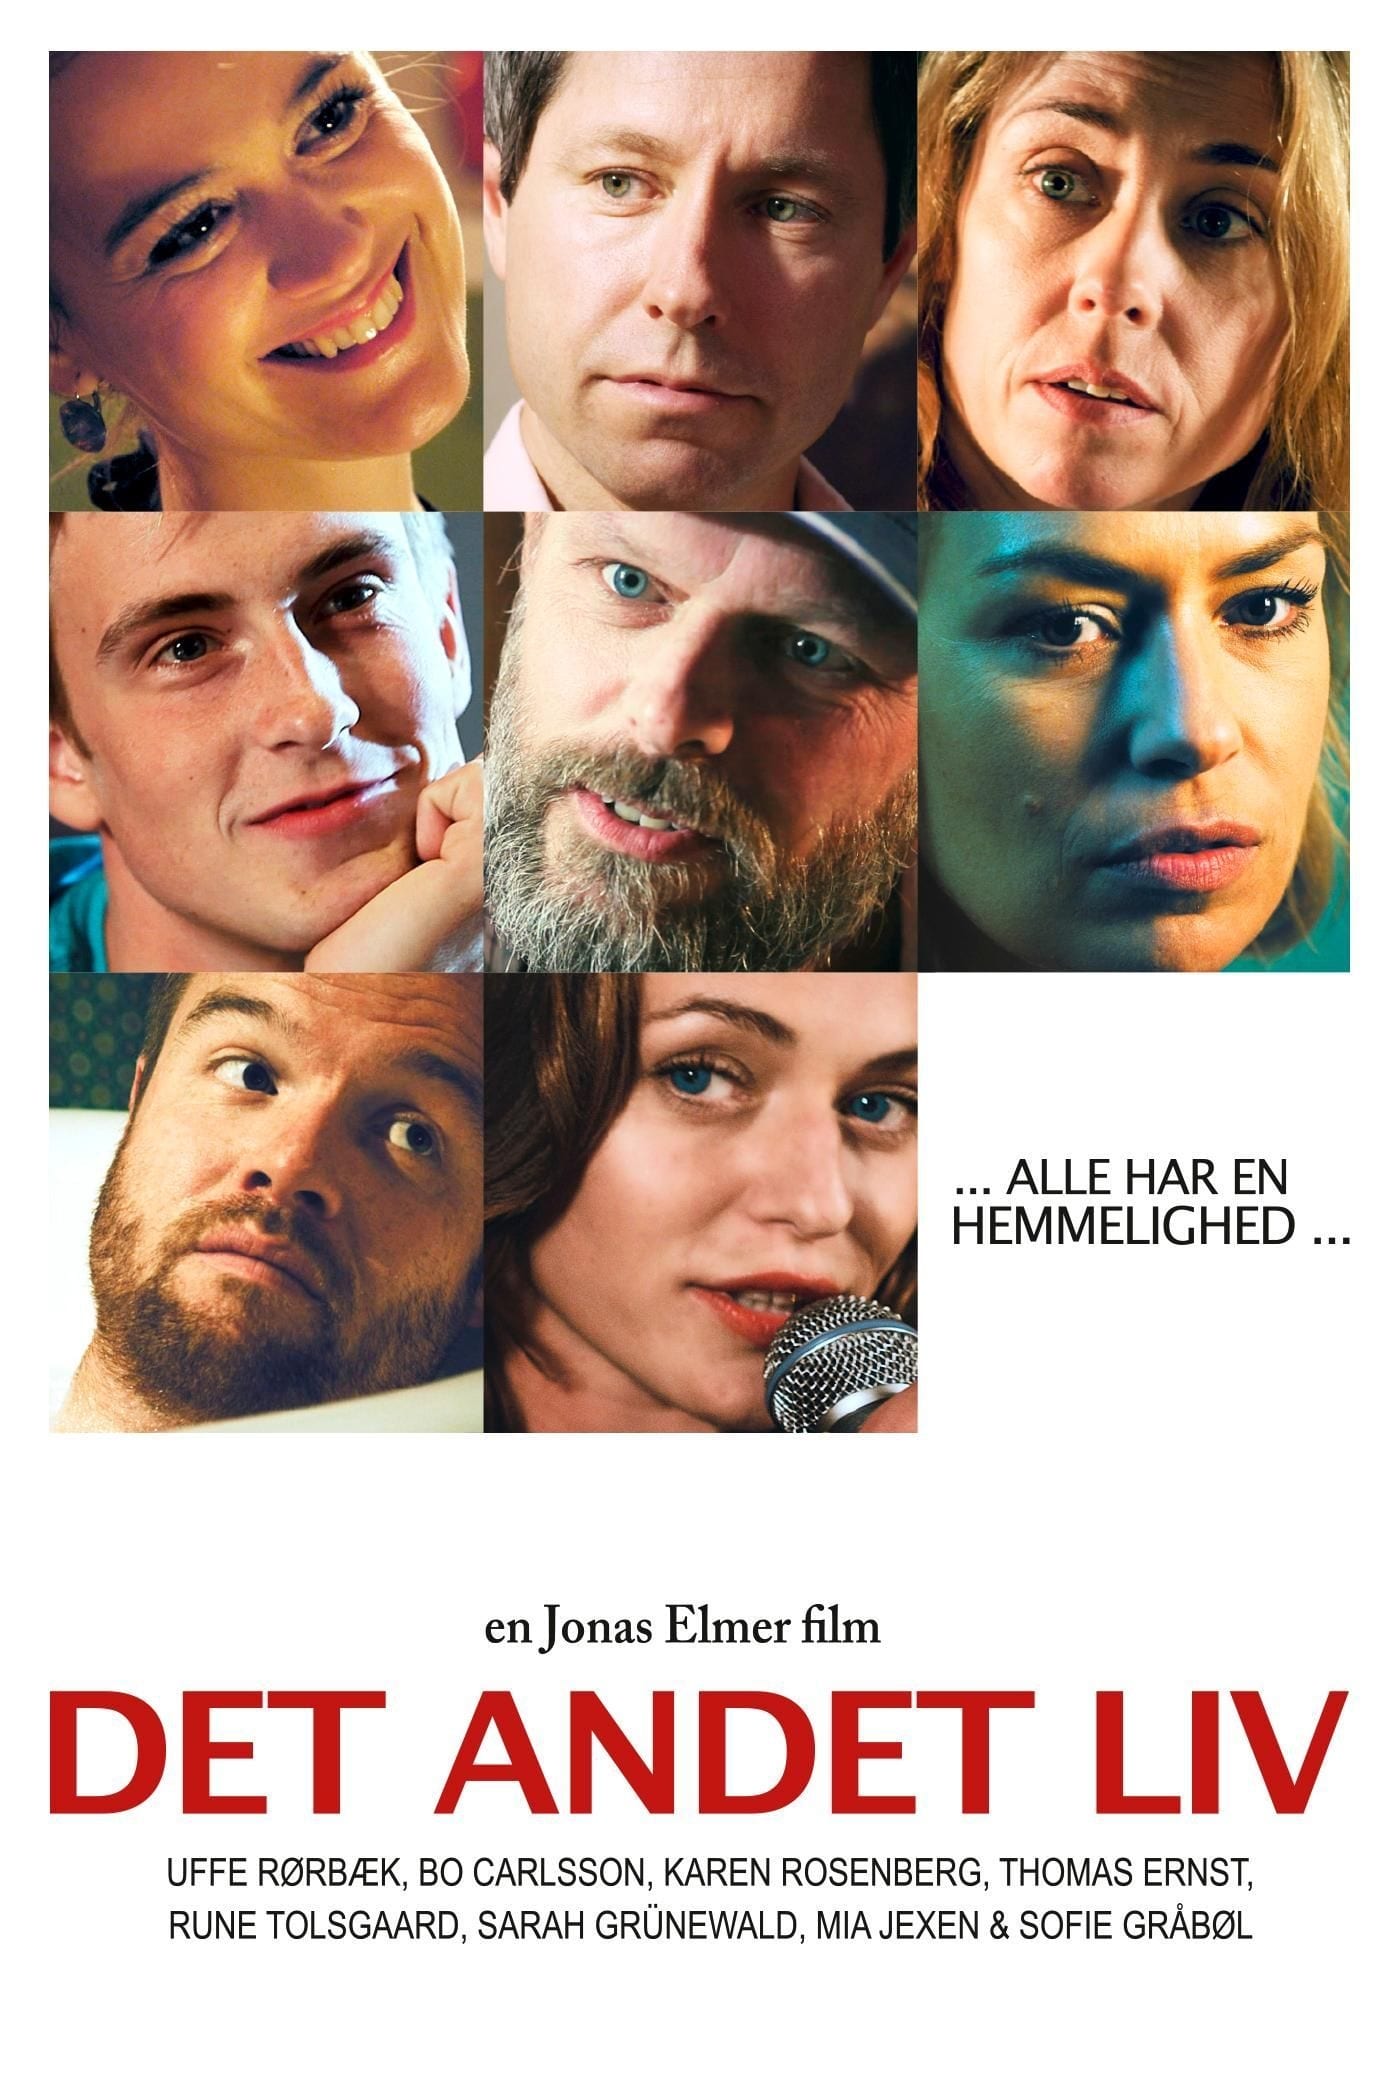 ... ALLE HAR EN
HEMMELIGHED ...
en Jonas Elmer film
DET ANDET LIV
UFFE RØRBÆK, BO CARLSSON, KAREN ROSENBERG, THOMAS ERNST,
RUNE TOLSGAARD, SARAH GRÜNEWALD, MIA JEXEN & SOFIE GRÅBØL